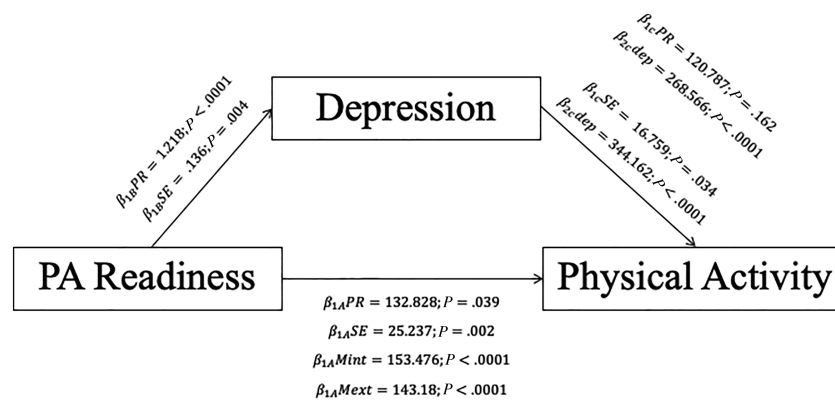 β1cPR = 120.787; P = .162
β2cdep = 268.566; P < .0001
β1cSE = 16.759; P = .034
β2cdep = 344.162; P < .0001
β1BPR = 1.218; P < .0001
β1BSE = .136; P = .004
Depression
PA Readiness
Physical Activity
β1APR = 132.828; P = .039
β1ASE = 25.237; P = .002
β1AMint = 153.476; P < .0001
β1AMext = 143.18; P < .0001